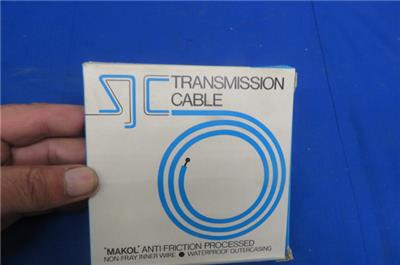 SJC TRANSMISSION
CABLE
"MAKOL" ANTI-FRICTION PROCESSED
NON FRAY INNER WIRE • WATERPROOF OUTERCASING